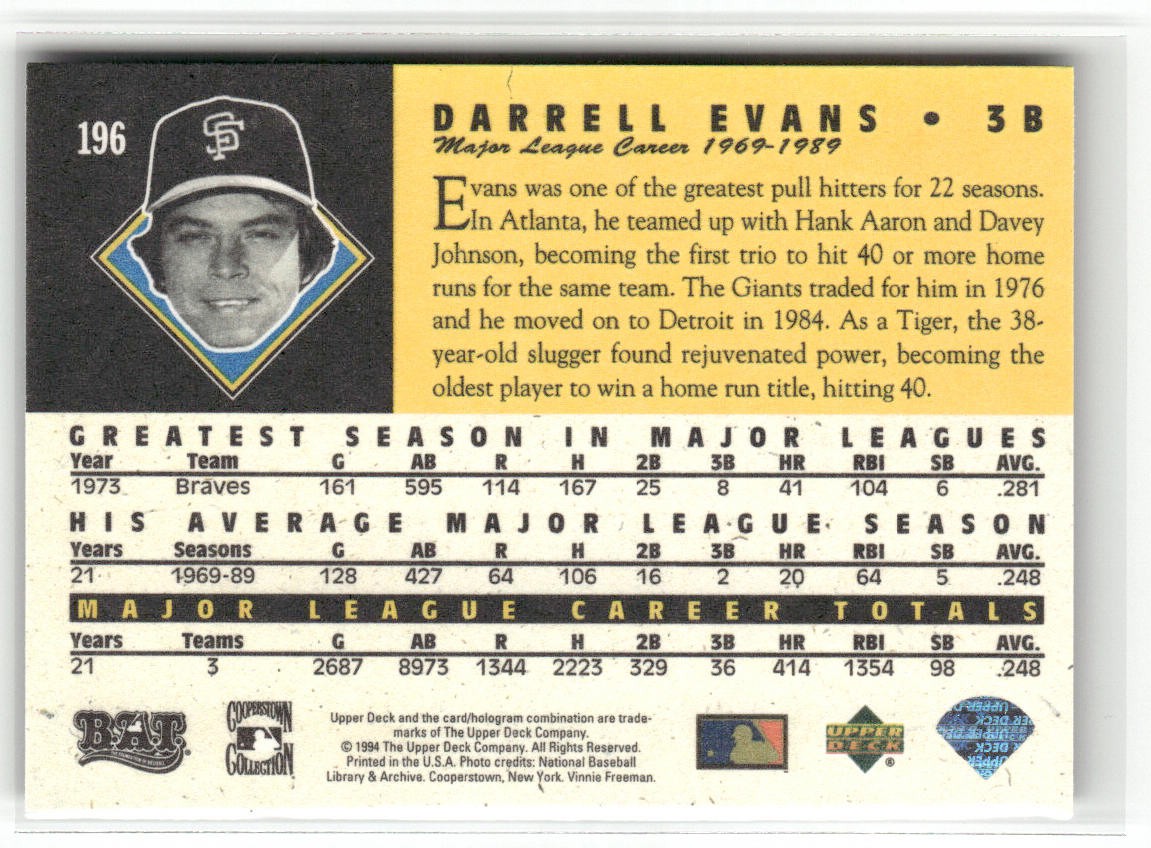 196
SF
DARRELL EVANS • 3B
Major League Career 1969-1989
Evans was one of the greatest pull hitters for 22 seasons.
In Atlanta, he teamed up with Hank Aaron and Davey
Johnson, becoming the first trio to hit 40 or more home
runs for the same team. The Giants traded for him in 1976
and he moved on to Detroit in 1984. As a Tiger, the 38-
year-old slugger found rejuvenated power, becoming the
oldest player to win a home run title, hitting 40.
GREATEST SEASON IN MAJOR LEAGUES
Year Team G AB R H 2B 3B HR RBI SB AVG.
1973 Braves 161 595 114 167 25 8 41 104 6 .281
HIS AVERAGE MAJOR LEAGUE SEASON
Years Seasons G AB R H 2B 3B HR RBI SB AVG.
21 1969-89 128 427 64 106 16 2 20 64 5 .248
MAJOR LEAGUE CAREER TOTALS
Years Teams G AB R H 2B 3B HR RBI SB AVG.
21 3 2687 8973 1344 2223 329 36 414 1354 98 .248
B.A.T.
COOPERSTOWN
COLLECTION
Upper Deck and the card/hologram combination are trade-
marks of The Upper Deck Company.
© 1994 The Upper Deck Company. All Rights Reserved.
Printed in the U.S.A. Photo credits: National Baseball
Library & Archive. Cooperstown, New York. Vinnie Freeman.
UPPER
DECK
®